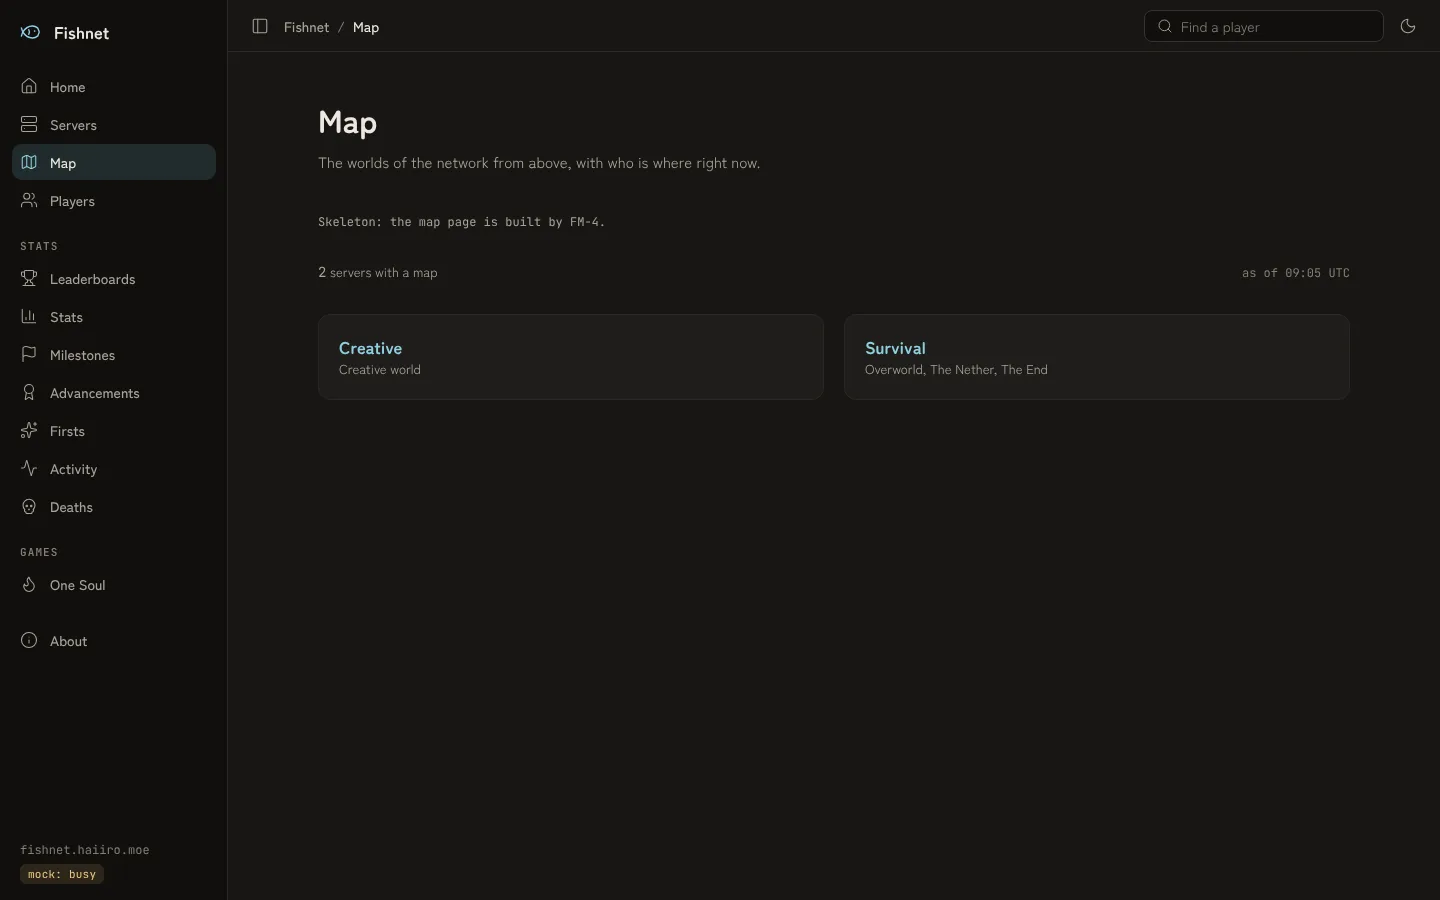 Fishnet
Home
Servers
Map
Players
STATS
Leaderboards
Stats
Milestones
Advancements
Firsts
Activity
Deaths
GAMES
One Soul
About
fishnet.haiiro.moe
mock: busy
Fishnet / Map
Find a player
Map
The worlds of the network from above, with who is where right now.
Skeleton: the map page is built by FM-4.
2 servers with a map
as of 09:05 UTC
Creative
Creative world
Survival
Overworld, The Nether, The End